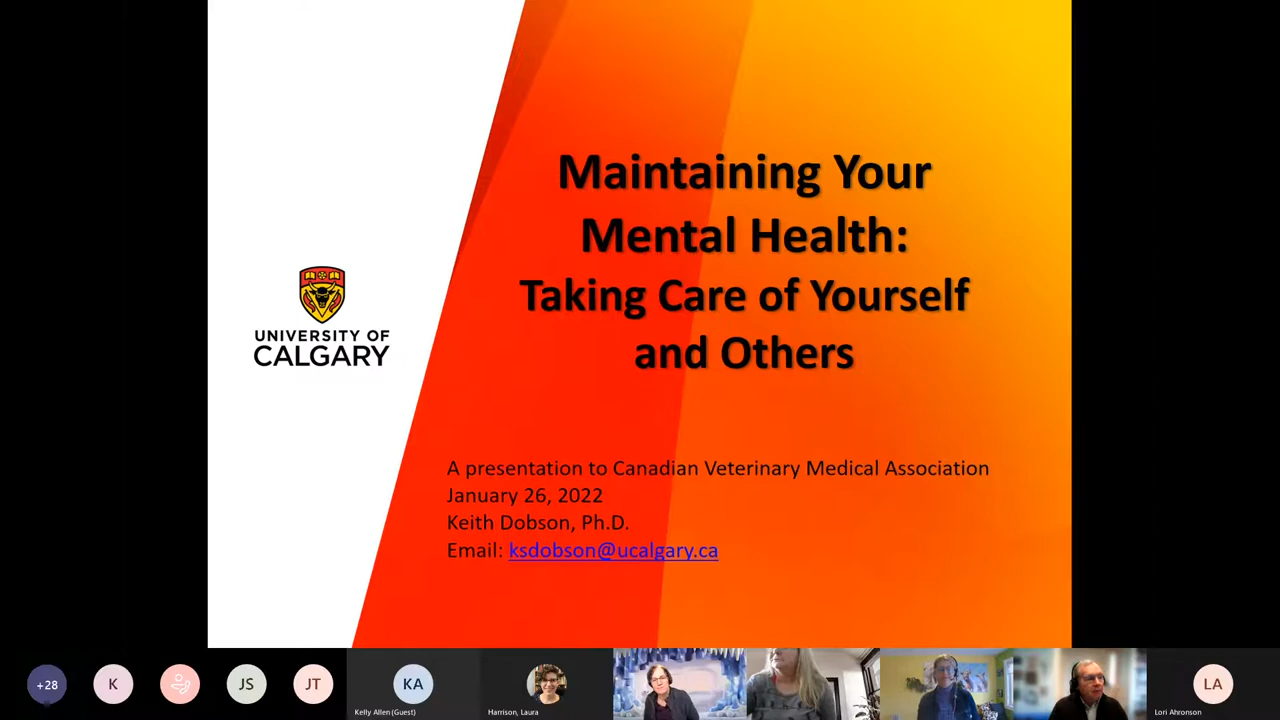 Maintaining Your
Mental Health:
Taking Care of Yourself
and Others
UNIVERSITY OF
CALGARY
A presentation to Canadian Veterinary Medical Association
January 26, 2022
Keith Dobson, Ph.D.
Email: ksdobson@ucalgary.ca
+28
K
JS
JT
KA
Kelly Allen (Guest)
Harrison, Laura
LA
Lori Ahronson